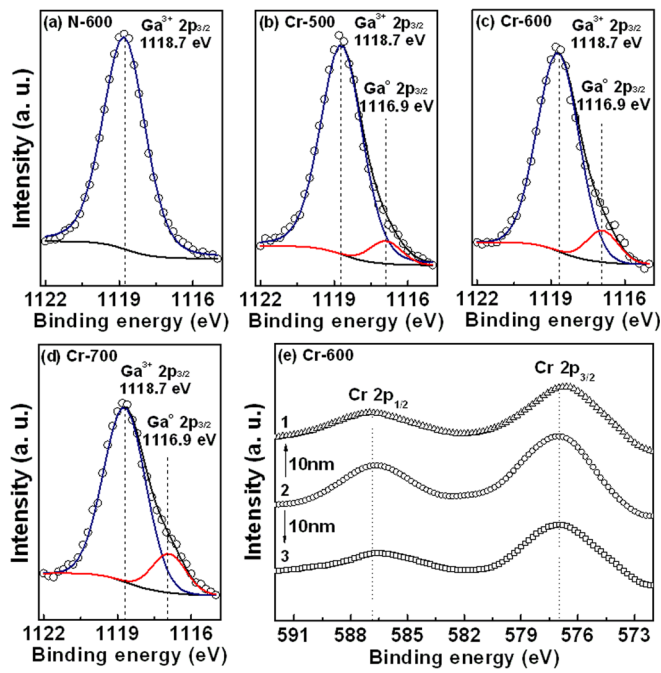 (a) N-600
Ga³⁺ 2p₃/₂
1118.7 eV
(b) Cr-500
Ga³⁺ 2p₃/₂
1118.7 eV
Ga° 2p₃/₂
1116.9 eV
(c) Cr-600
Ga³⁺ 2p₃/₂
1118.7 eV
Ga° 2p₃/₂
1116.9 eV
Intensity (a. u.)
1122 1119 1116
Binding energy (eV)
1122 1119 1116
Binding energy (eV)
1122 1119 1116
Binding energy (eV)
(d) Cr-700
Ga³⁺ 2p₃/₂
1118.7 eV
Ga° 2p₃/₂
1116.9 eV
Intensity (a. u.)
1122 1119 1116
Binding energy (eV)
(e) Cr-600
Cr 2p₃/₂
Cr 2p₁/₂
1
10nm
2
10nm
3
Intensity (a. u.)
591 588 585 582 579 576 573
Binding energy (eV)